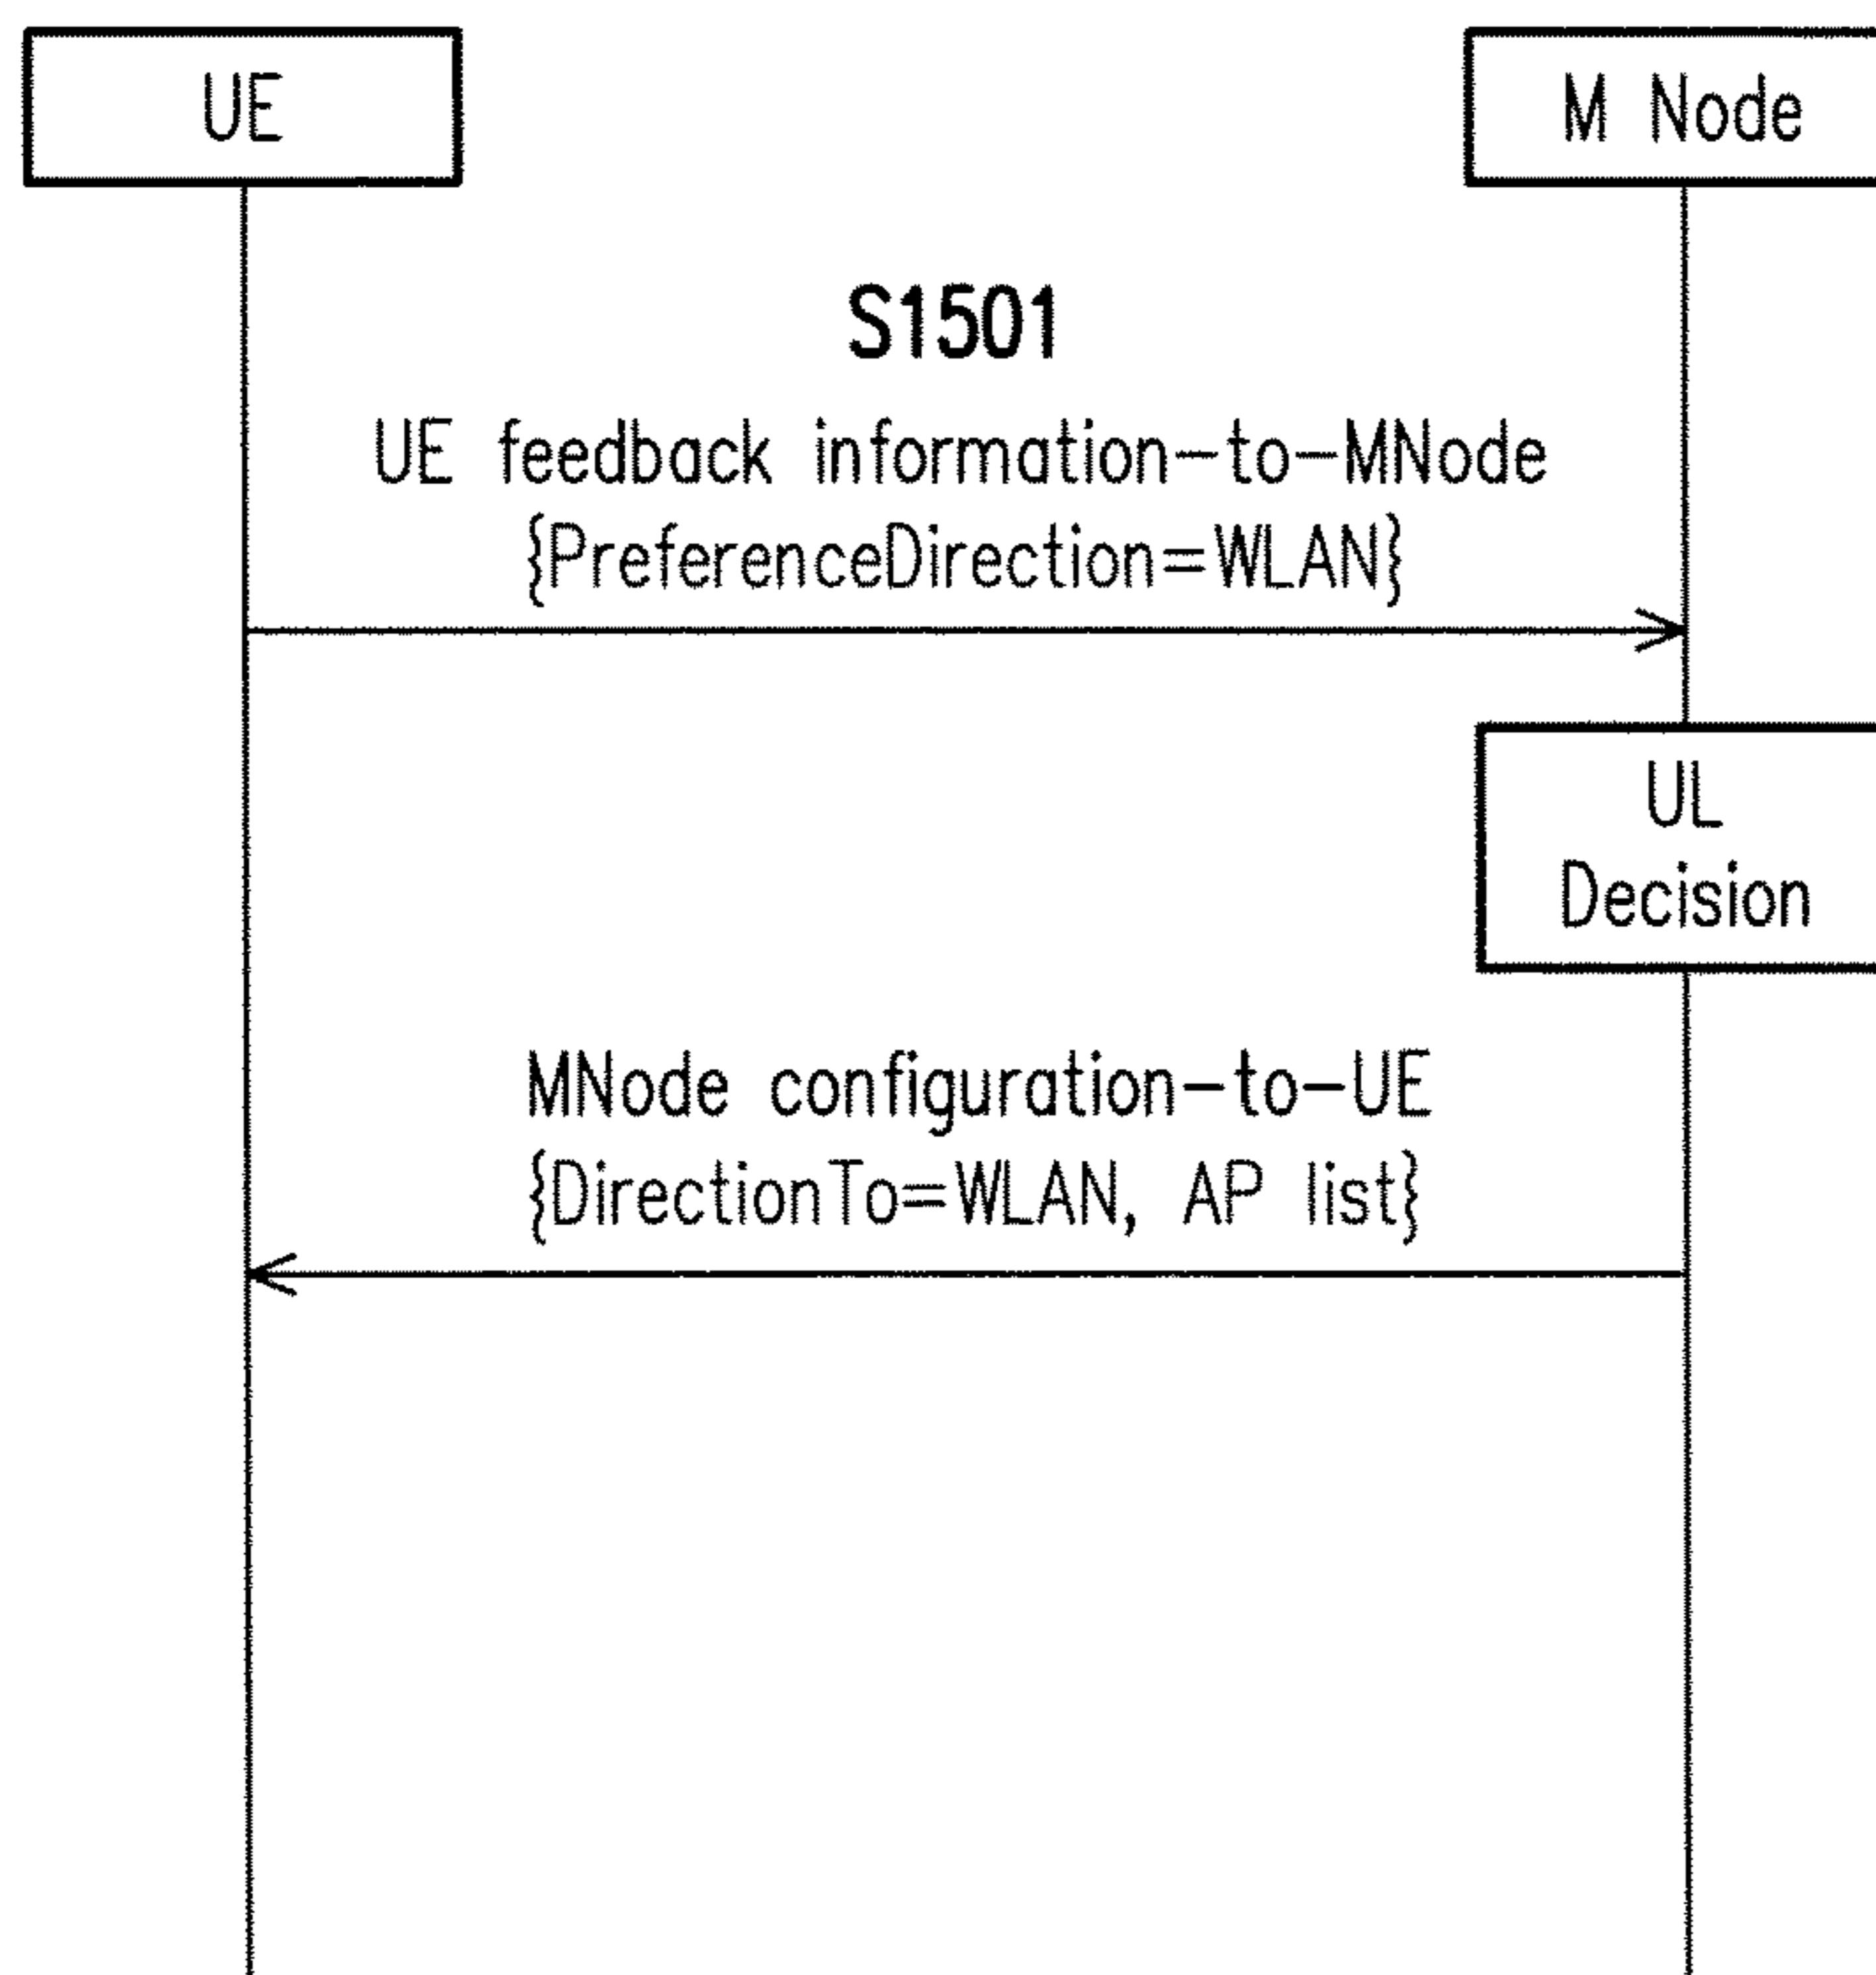 UE
M Node
S1501
UE feedback information-to-MNode
{PreferenceDirection=WLAN}
UL
Decision
MNode configuration-to-UE
{DirectionTo=WLAN, AP list}